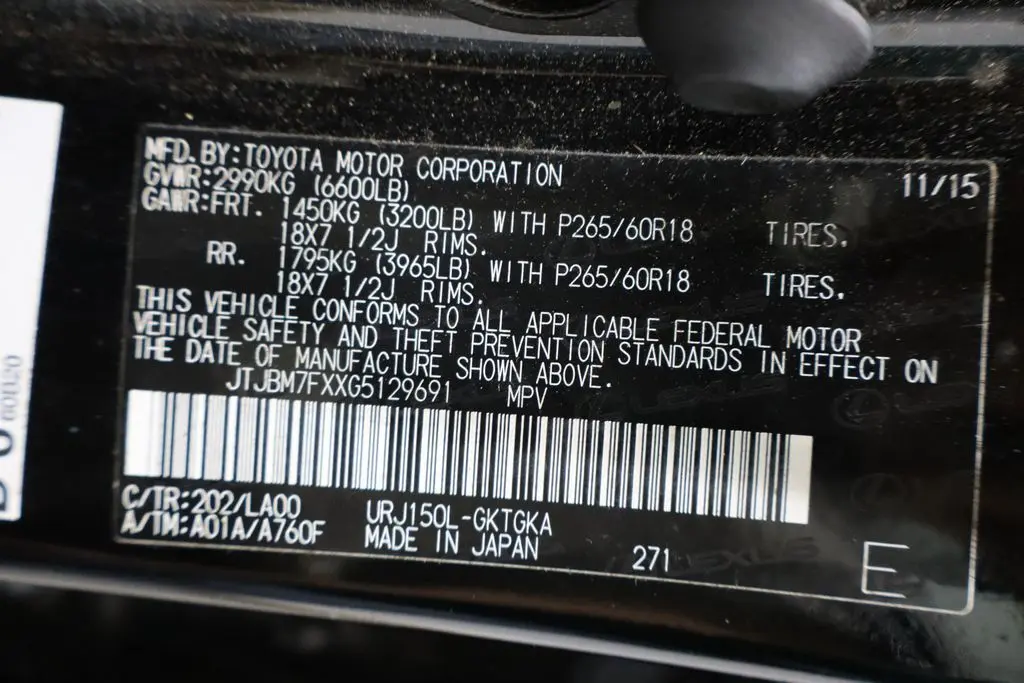 MFD. BY: TOYOTA MOTOR CORPORATION 11/15
GVWR: 2990KG (6600LB)
GAWR: FRT. 1450KG (3200LB) WITH P265/60R18 TIRES.
18X7 1/2J RIMS.
RR. 1795KG (3965LB) WITH P265/60R18 TIRES.
18X7 1/2J RIMS.
THIS VEHICLE CONFORMS TO ALL APPLICABLE FEDERAL MOTOR
VEHICLE SAFETY AND THEFT PREVENTION STANDARDS IN EFFECT ON
THE DATE OF MANUFACTURE SHOWN ABOVE.
JTJBM7FXXG5129691 MPV
C/TR: 202/LA00 URJ150L-GKTGKA
A/TM: A01A/A760F MADE IN JAPAN 271 E
LEXUS